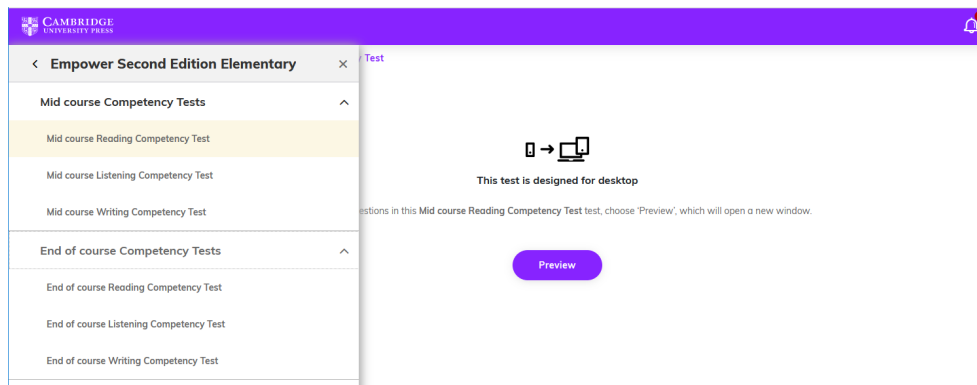 CAMBRIDGE
UNIVERSITY PRESS
Empower Second Edition Elementary
Test
Mid course Competency Tests
Mid course Reading Competency Test
Mid course Listening Competency Test
Mid course Writing Competency Test
End of course Competency Tests
End of course Reading Competency Test
End of course Listening Competency Test
End of course Writing Competency Test
This test is designed for desktop
estions in this Mid course Reading Competency Test test, choose 'Preview', which will open a new window.
Preview